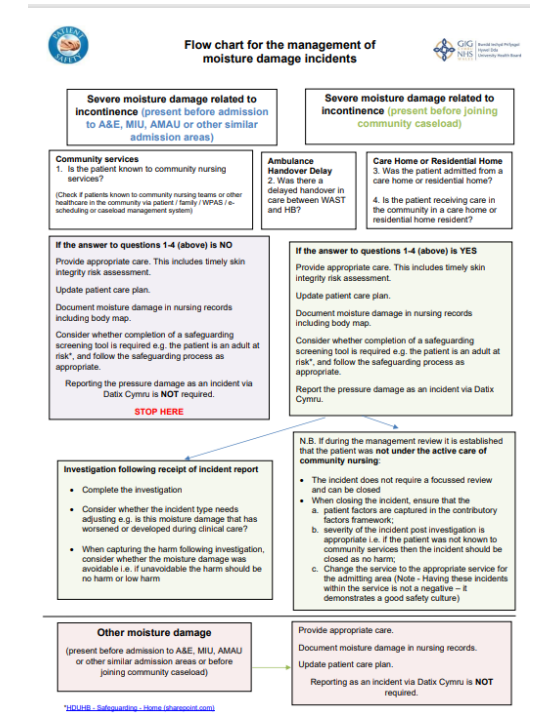 PATIENT
SAFETY
Flow chart for the management of
moisture damage incidents
GIG
CYMRU
NHS
WALES
Bwrdd Iechyd Prifysgol
Hywel Dda
University Health Board
Severe moisture damage related to
incontinence (present before admission
to A&E, MIU, AMAU or other similar
admission areas)
Severe moisture damage related to
incontinence (present before joining
community caseload)
Community services
1. Is the patient known to community nursing
services?
(Check if patients known to community nursing teams or other
healthcare in the community via patient / family / WPAS / e-
scheduling or caseload management system)
Ambulance
Handover Delay
2. Was there a
delayed handover in
care between WAST
and HB?
Care Home or Residential Home
3. Was the patient admitted from a
care home or residential home?
4. Is the patient receiving care in
the community in a care home or
residential home resident?
If the answer to questions 1-4 (above) is NO
Provide appropriate care. This includes timely skin
integrity risk assessment.
Update patient care plan.
Document moisture damage in nursing records
including body map.
Consider whether completion of a safeguarding
screening tool is required e.g. the patient is an adult at
risk*, and follow the safeguarding process as
appropriate.
Reporting the pressure damage as an incident via
Datix Cymru is NOT required.
STOP HERE
If the answer to questions 1-4 (above) is YES
Provide appropriate care. This includes timely skin
integrity risk assessment.
Update patient care plan.
Document moisture damage in nursing records
including body map.
Consider whether completion of a safeguarding
screening tool is required e.g. the patient is an adult at
risk*, and follow the safeguarding process as
appropriate.
Report the pressure damage as an incident via Datix
Cymru.
Investigation following receipt of incident report
• Complete the investigation
• Consider whether the incident type needs
adjusting e.g. is this moisture damage that has
worsened or developed during clinical care?
• When capturing the harm following investigation,
consider whether the moisture damage was
avoidable i.e. if unavoidable the harm should be
no harm or low harm
N.B. If during the management review it is established
that the patient was not under the active care of
community nursing:
• The incident does not require a focussed review
and can be closed
• When closing the incident, ensure that the
a. patient factors are captured in the contributory
factors framework;
b. severity of the incident post investigation is
appropriate i.e. if the patient was not known to
community services then the incident should be
closed as no harm;
c. Change the service to the appropriate service for
the admitting area (Note - Having these incidents
within the service is not a negative – it
demonstrates a good safety culture)
Other moisture damage
(present before admission to A&E, MIU, AMAU
or other similar admission areas or before
joining community caseload)
Provide appropriate care.
Document moisture damage in nursing records.
Update patient care plan.
Reporting as an incident via Datix Cymru is NOT
required.
*HDUHB - Safeguarding - Home (sharepoint.com)